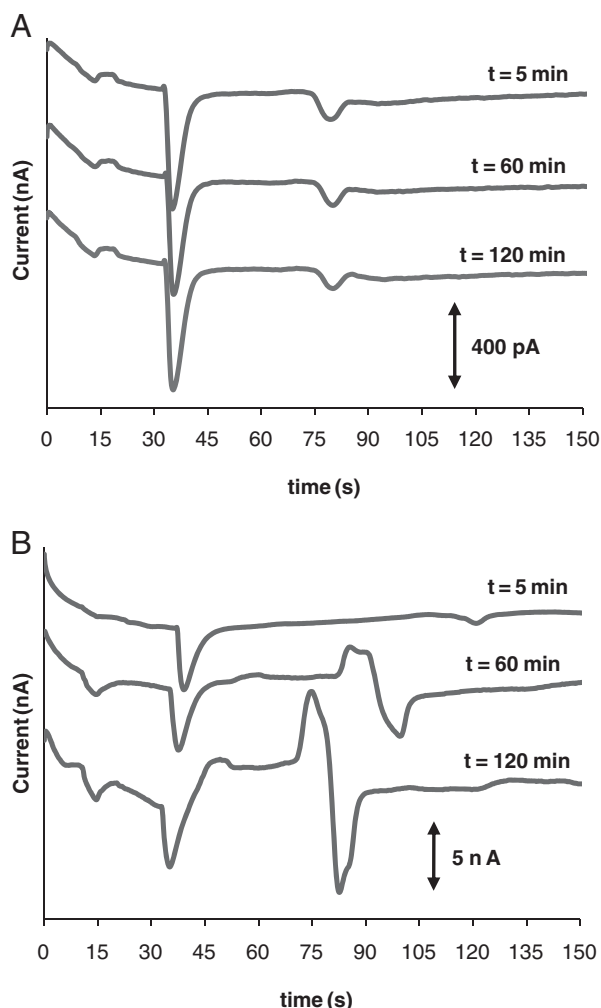 A
t = 5 min
t = 60 min
t = 120 min
400 pA
Current (nA)
0 15 30 45 60 75 90 105 120 135 150
time (s)
B
t = 5 min
t = 60 min
t = 120 min
5 n A
Current (nA)
0 15 30 45 60 75 90 105 120 135 150
time (s)